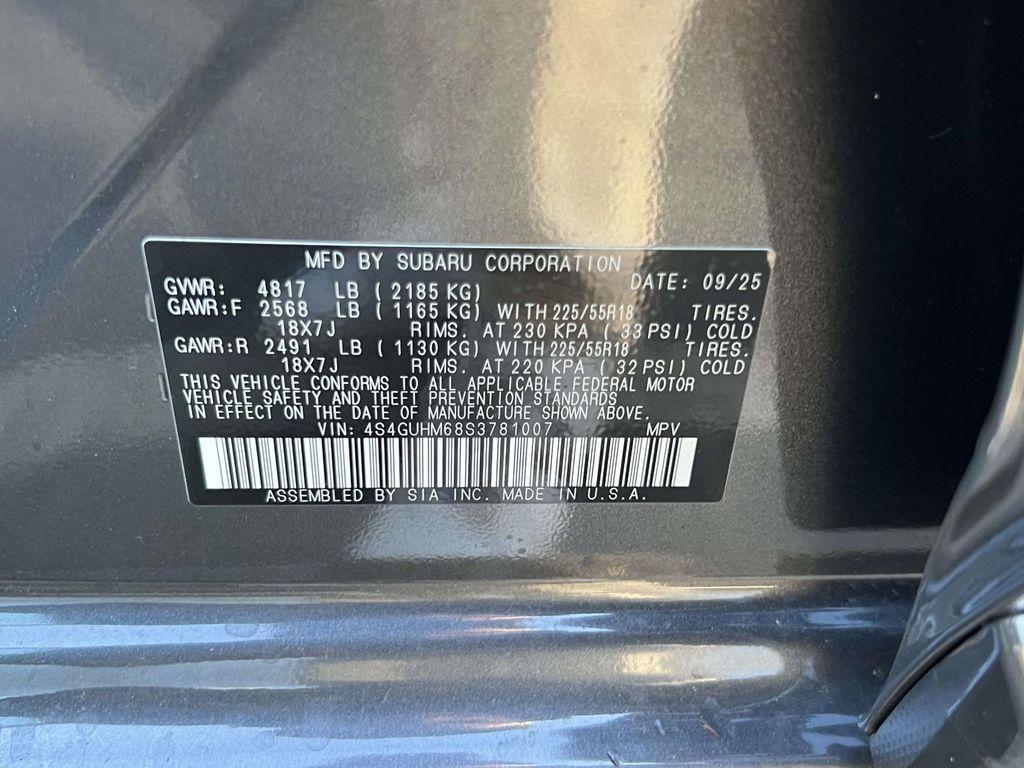 MFD BY SUBARU CORPORATION DATE: 09/25
GVWR: 4817 LB ( 2185 KG)
GAWR:F 2568 LB ( 1165 KG) WITH 225/55R18 TIRES.
18X7J RIMS. AT 230 KPA ( 33 PSI) COLD
GAWR:R 2491 LB ( 1130 KG) WITH 225/55R18 TIRES.
18X7J RIMS. AT 220 KPA ( 32 PSI) COLD
THIS VEHICLE CONFORMS TO ALL APPLICABLE FEDERAL MOTOR
VEHICLE SAFETY AND THEFT PREVENTION STANDARDS
IN EFFECT ON THE DATE OF MANUFACTURE SHOWN ABOVE.
VIN: 4S4GUHM68S3781007 MPV
ASSEMBLED BY SIA INC. MADE IN U.S.A.